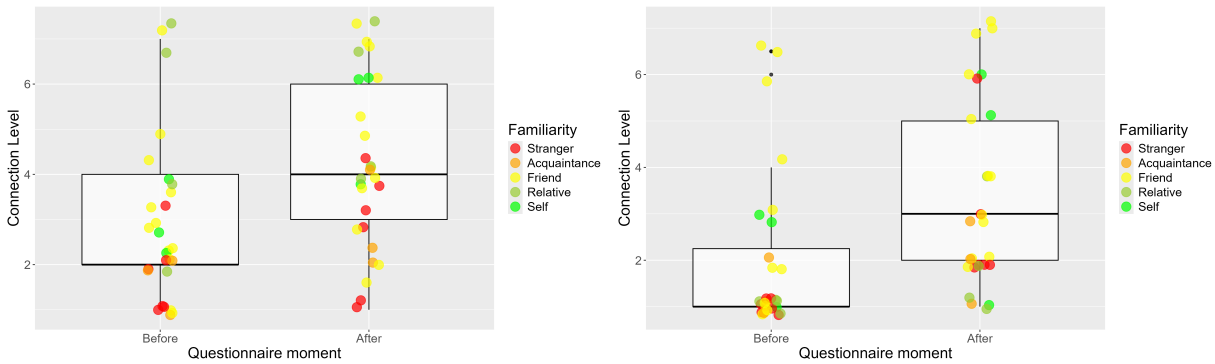 Connection Level
6
4
2
Before
After
Questionnaire moment
Familiarity
Stranger
Acquaintance
Friend
Relative
Self
Connection Level
6
4
2
Before
After
Questionnaire moment
Familiarity
Stranger
Acquaintance
Friend
Relative
Self